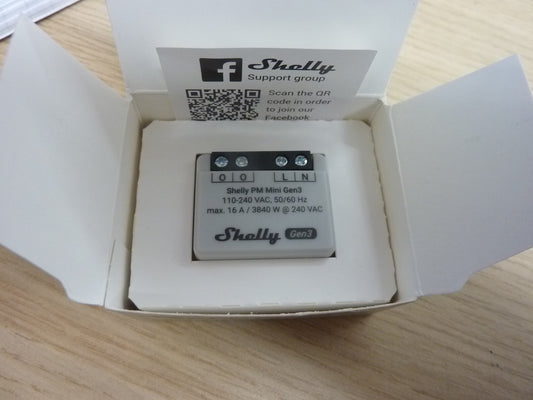 f Shelly
Support group
Scan the QR
code in order
to join our
Facebook
O O L N
Shelly PM Mini Gen3
110-240 VAC, 50/60 Hz
max. 16 A / 3840 W @ 240 VAC
Shelly Gen3